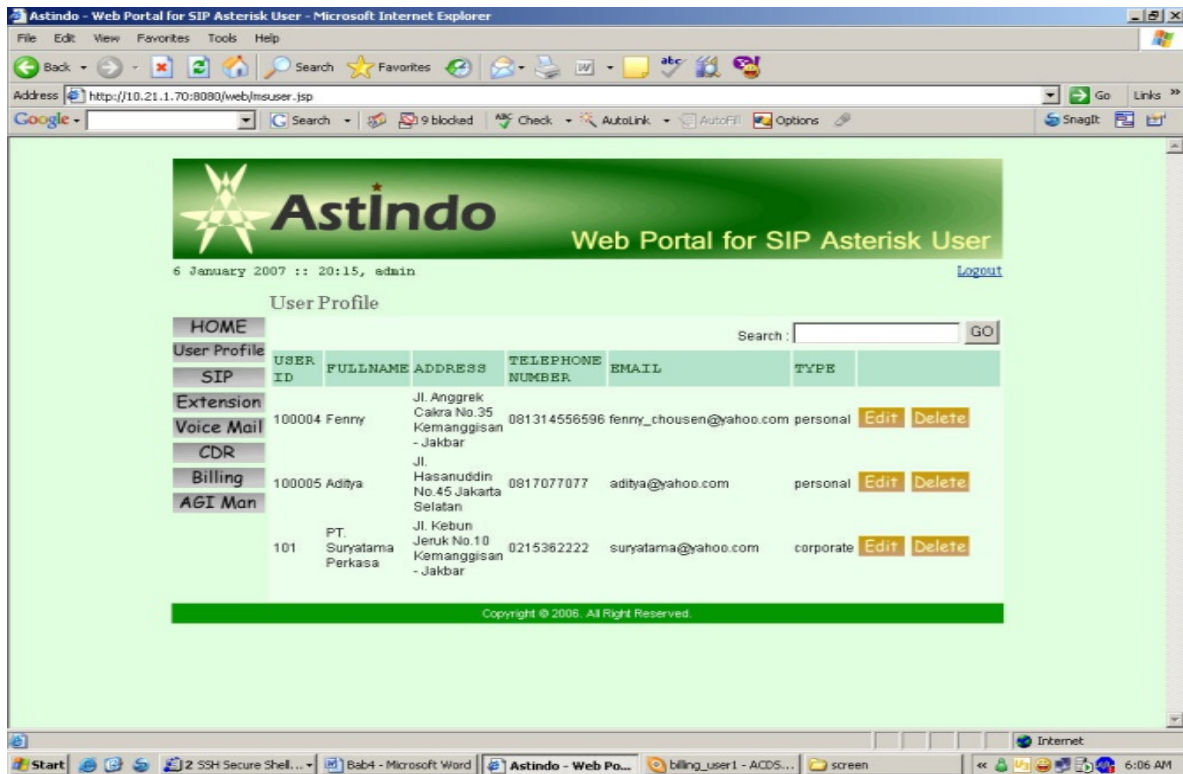 Astindo - Web Portal for SIP Asterisk User - Microsoft Internet Explorer
File Edit View Favorites Tools Help
Back Search Favorites
Address http://10.21.1.70:8080/web/msuser.jsp Go Links »
Google Search 9 blocked Check AutoLink AutoFill Options SnagIt
Astindo
Web Portal for SIP Asterisk User
6 January 2007 :: 20:15, admin Logout
User Profile
HOME
User Profile
SIP
Extension
Voice Mail
CDR
Billing
AGI Man
Search : GO
USER ID FULLNAME ADDRESS TELEPHONE NUMBER EMAIL TYPE
100004 Fenny Jl. Anggrek Cakra No.35 Kemanggisan - Jakbar 081314556596 fenny_chousen@yahoo.com personal Edit Delete
100005 Aditya Jl. Hasanuddin No.45 Jakarta Selatan 0817077077 aditya@yahoo.com personal Edit Delete
101 PT. Suryatama Perkasa Jl. Kebun Jeruk No.10 Kemanggisan - Jakbar 0215362222 suryatama@yahoo.com corporate Edit Delete
Copyright © 2006. All Right Reserved.
Internet
Start 2 SSH Secure Shell... Bab4 - Microsoft Word Astindo - Web Po... billing_user1 - ACDS... screen « 6:06 AM